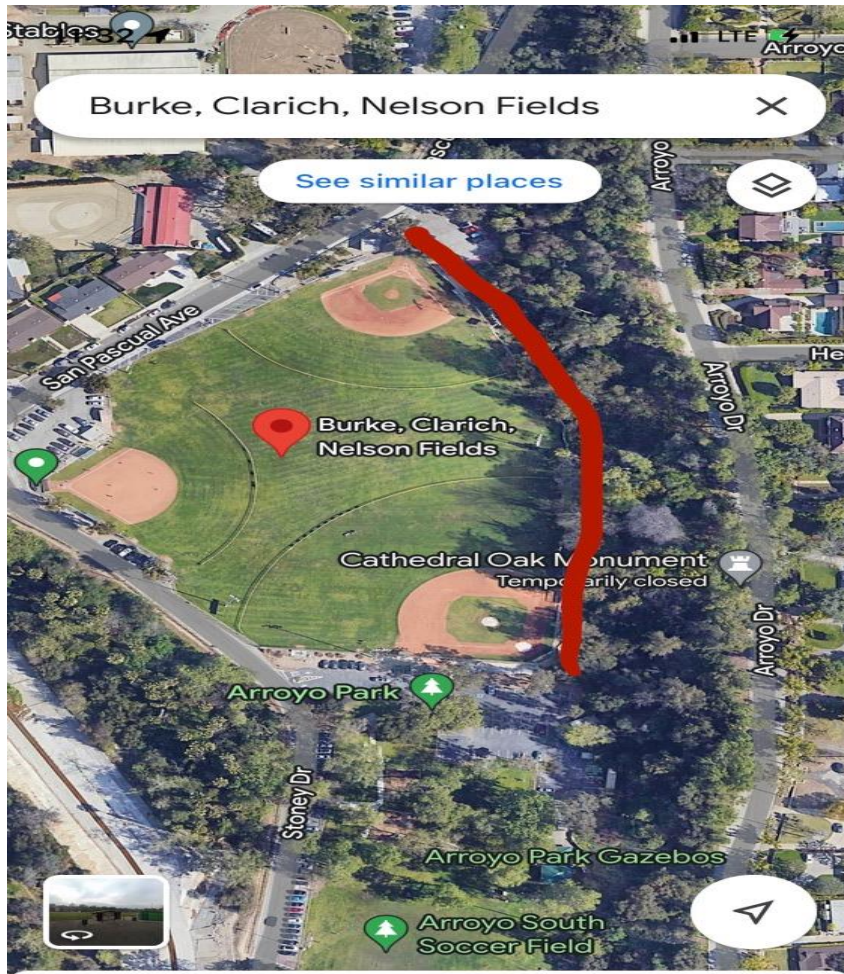 Stables
LTE
Arroyo
Burke, Clarich, Nelson Fields
See similar places
Arroyo
San Pascual Ave
He
Arroyo Dr
Burke, Clarich,
Nelson Fields
Cathedral Oak Monument
Temporarily closed
Arroyo Dr
Arroyo Park
Stoney Dr
Arroyo Park Gazebos
Arroyo South
Soccer Field